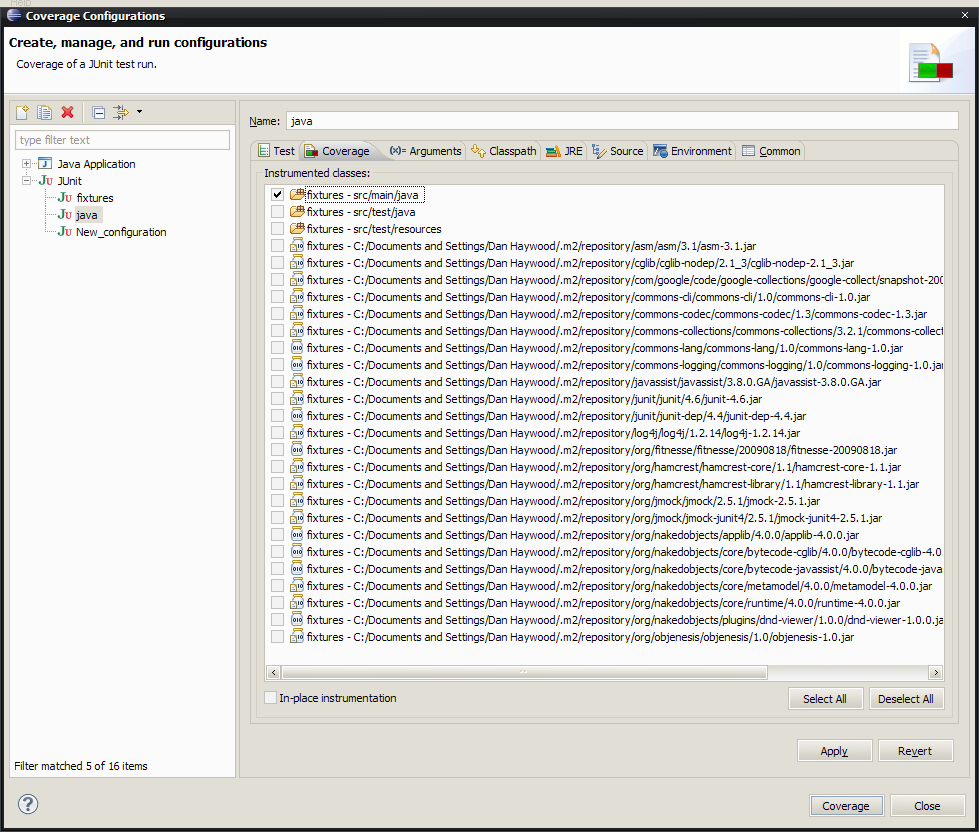 Help
Coverage Configurations
Create, manage, and run configurations
Coverage of a JUnit test run.
type filter text
Java Application
JUnit
fixtures
java
New_configuration
Filter matched 5 of 16 items
Name: java
Test Coverage Arguments Classpath JRE Source Environment Common
Instrumented classes:
fixtures - src/main/java
fixtures - src/test/java
fixtures - src/test/resources
fixtures - C:/Documents and Settings/Dan Haywood/.m2/repository/asm/asm/3.1/asm-3.1.jar
fixtures - C:/Documents and Settings/Dan Haywood/.m2/repository/cglib/cglib-nodep/2.1_3/cglib-nodep-2.1_3.jar
fixtures - C:/Documents and Settings/Dan Haywood/.m2/repository/com/google/code/google-collections/google-collect/snapshot-200
fixtures - C:/Documents and Settings/Dan Haywood/.m2/repository/commons-cli/commons-cli/1.0/commons-cli-1.0.jar
fixtures - C:/Documents and Settings/Dan Haywood/.m2/repository/commons-codec/commons-codec/1.3/commons-codec-1.3.jar
fixtures - C:/Documents and Settings/Dan Haywood/.m2/repository/commons-collections/commons-collections/3.2.1/commons-collect
fixtures - C:/Documents and Settings/Dan Haywood/.m2/repository/commons-lang/commons-lang/1.0/commons-lang-1.0.jar
fixtures - C:/Documents and Settings/Dan Haywood/.m2/repository/commons-logging/commons-logging/1.0/commons-logging-1.0.jar
fixtures - C:/Documents and Settings/Dan Haywood/.m2/repository/javassist/javassist/3.8.0.GA/javassist-3.8.0.GA.jar
fixtures - C:/Documents and Settings/Dan Haywood/.m2/repository/junit/junit/4.6/junit-4.6.jar
fixtures - C:/Documents and Settings/Dan Haywood/.m2/repository/junit/junit-dep/4.4/junit-dep-4.4.jar
fixtures - C:/Documents and Settings/Dan Haywood/.m2/repository/log4j/log4j/1.2.14/log4j-1.2.14.jar
fixtures - C:/Documents and Settings/Dan Haywood/.m2/repository/org/fitnesse/fitnesse/20090818/fitnesse-20090818.jar
fixtures - C:/Documents and Settings/Dan Haywood/.m2/repository/org/hamcrest/hamcrest-core/1.1/hamcrest-core-1.1.jar
fixtures - C:/Documents and Settings/Dan Haywood/.m2/repository/org/hamcrest/hamcrest-library/1.1/hamcrest-library-1.1.jar
fixtures - C:/Documents and Settings/Dan Haywood/.m2/repository/org/jmock/jmock/2.5.1/jmock-2.5.1.jar
fixtures - C:/Documents and Settings/Dan Haywood/.m2/repository/org/jmock/jmock-junit4/2.5.1/jmock-junit4-2.5.1.jar
fixtures - C:/Documents and Settings/Dan Haywood/.m2/repository/org/nakedobjects/applib/4.0.0/applib-4.0.0.jar
fixtures - C:/Documents and Settings/Dan Haywood/.m2/repository/org/nakedobjects/core/bytecode-cglib/4.0.0/bytecode-cglib-4.0
fixtures - C:/Documents and Settings/Dan Haywood/.m2/repository/org/nakedobjects/core/bytecode-javassist/4.0.0/bytecode-java
fixtures - C:/Documents and Settings/Dan Haywood/.m2/repository/org/nakedobjects/core/metamodel/4.0.0/metamodel-4.0.0.jar
fixtures - C:/Documents and Settings/Dan Haywood/.m2/repository/org/nakedobjects/core/runtime/4.0.0/runtime-4.0.0.jar
fixtures - C:/Documents and Settings/Dan Haywood/.m2/repository/org/nakedobjects/plugins/dnd-viewer/1.0.0/dnd-viewer-1.0.0.ja
fixtures - C:/Documents and Settings/Dan Haywood/.m2/repository/org/objenesis/objenesis/1.0/objenesis-1.0.jar
In-place instrumentation
Select All Deselect All
Apply Revert
Coverage Close